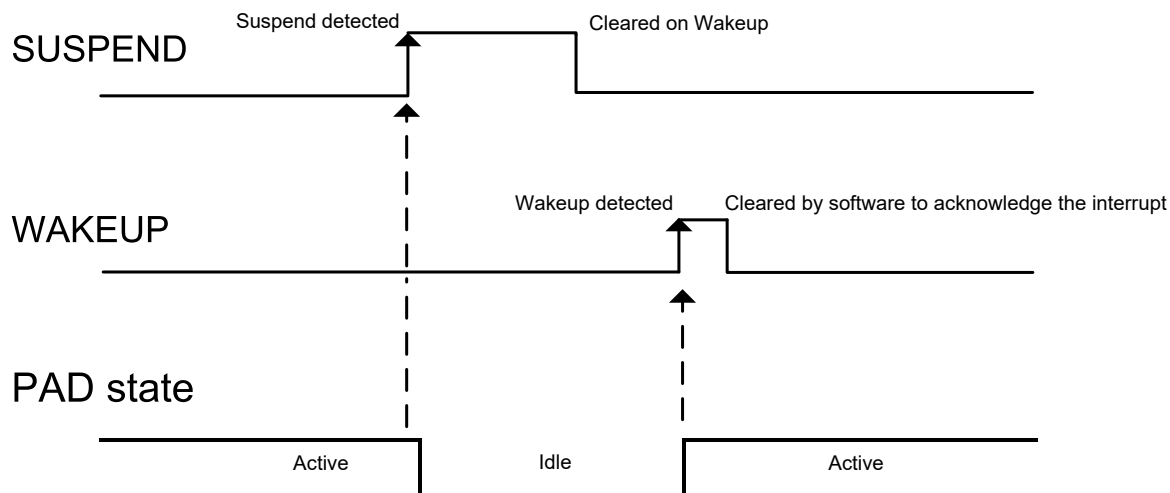 Suspend detected
Cleared on Wakeup
SUSPEND
Wakeup detected
Cleared by software to acknowledge the interrupt
WAKEUP
PAD state
Active
Idle
Active